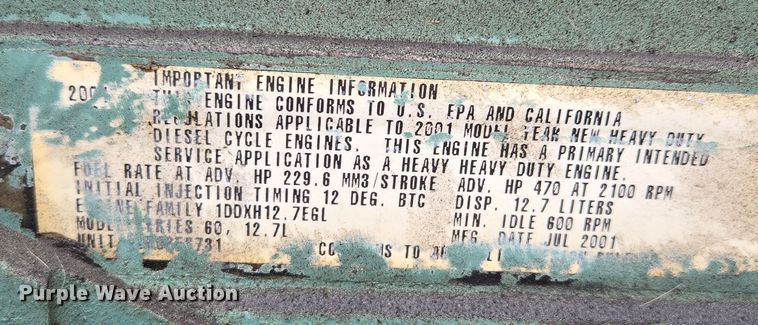 IMPORTANT ENGINE INFORMATION
THIS ENGINE CONFORMS TO U.S. EPA AND CALIFORNIA
REGULATIONS APPLICABLE TO 2001 MODEL YEAR NEW HEAVY DUTY
DIESEL CYCLE ENGINES. THIS ENGINE HAS A PRIMARY INTENDED
SERVICE APPLICATION AS A HEAVY HEAVY DUTY ENGINE.
FUEL RATE AT ADV. HP 229.6 MM3/STROKE ADV. HP 470 AT 2100 RPM
INITIAL INJECTION TIMING 12 DEG. BTC DISP. 12.7 LITERS
FAMILY 1DDXH12.7EGL MIN. IDLE 600 RPM
60, 12.7L MFG DATE JUL 2001
UNIT
TO
Purple Wave Auction